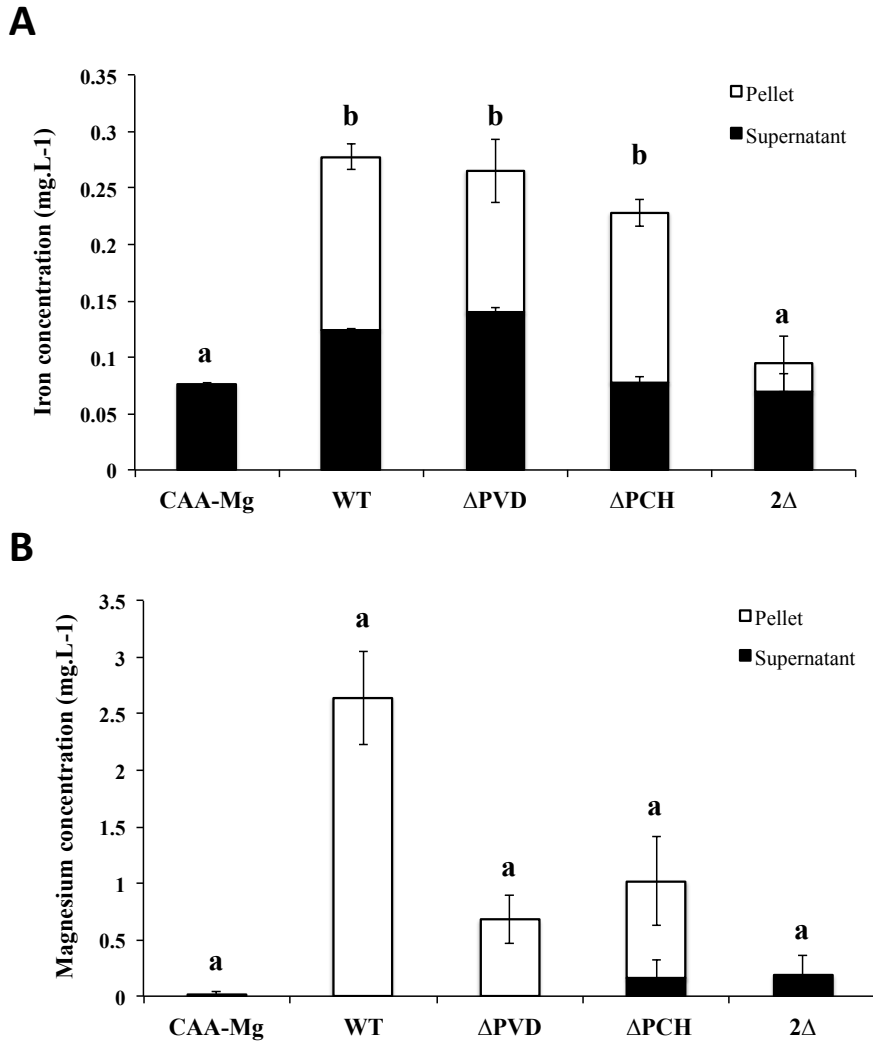 A
0.35
0.3
0.25
0.2
0.15
0.1
0.05
0
Iron concentration (mg.L-1)
Pellet
Supernatant
a
b
b
b
a
CAA-Mg WT ΔPVD ΔPCH 2Δ
B
3.5
3
2.5
2
1.5
1
0.5
0
Magnesium concentration (mg.L-1)
Pellet
Supernatant
a
a
a
a
a
CAA-Mg WT ΔPVD ΔPCH 2Δ